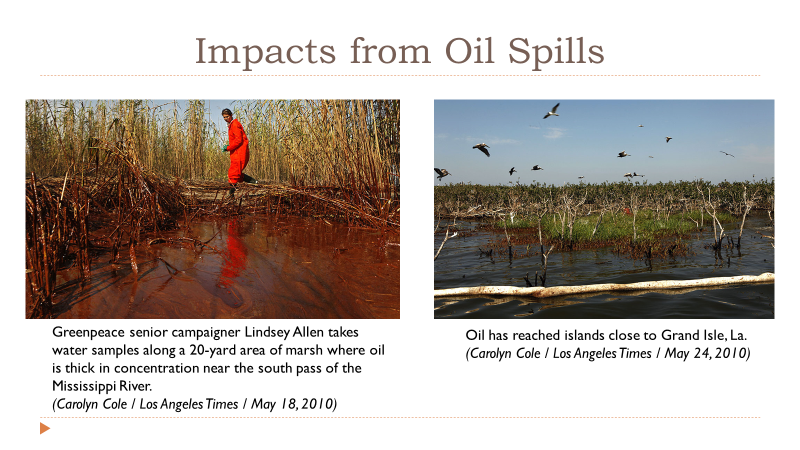 Impacts from Oil Spills
Greenpeace senior campaigner Lindsey Allen takes
water samples along a 20-yard area of marsh where oil
is thick in concentration near the south pass of the
Mississippi River.
(Carolyn Cole / Los Angeles Times / May 18, 2010)
Oil has reached islands close to Grand Isle, La.
(Carolyn Cole / Los Angeles Times / May 24, 2010)